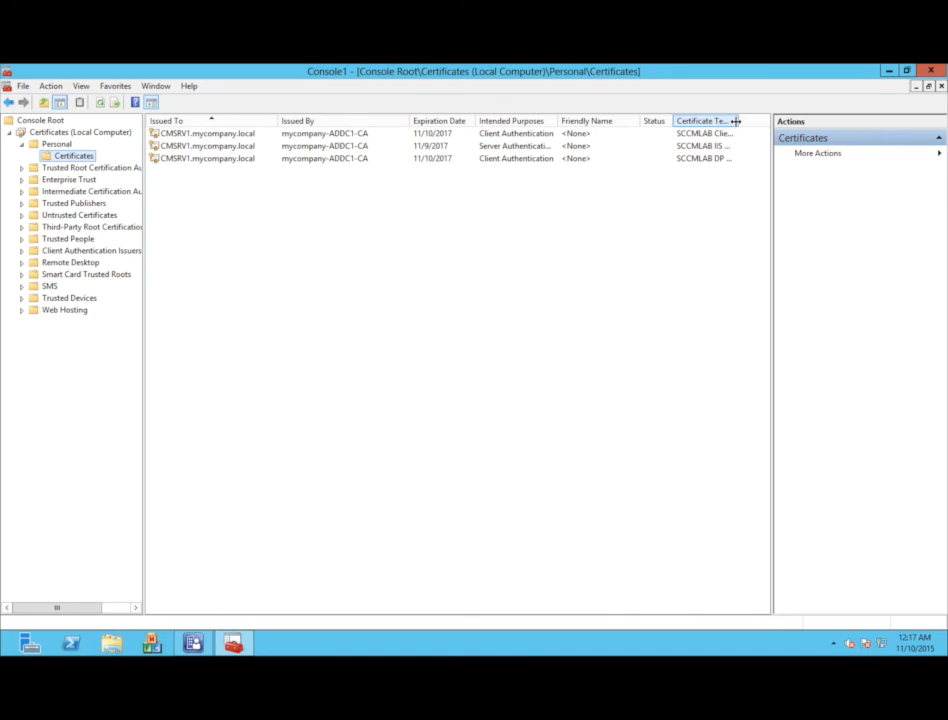 Console1 - [Console Root\Certificates (Local Computer)\Personal\Certificates]
File Action View Favorites Window Help
Console Root
Certificates (Local Computer)
Personal
Certificates
Trusted Root Certification Au
Enterprise Trust
Intermediate Certification Au
Trusted Publishers
Untrusted Certificates
Third-Party Root Certification
Trusted People
Client Authentication Issuers
Remote Desktop
Smart Card Trusted Roots
SMS
Trusted Devices
Web Hosting
Issued To Issued By Expiration Date Intended Purposes Friendly Name Status Certificate Te...
CMSRV1.mycompany.local mycompany-ADDC1-CA 11/10/2017 Client Authentication <None> SCCMLAB Clie...
CMSRV1.mycompany.local mycompany-ADDC1-CA 11/9/2017 Server Authenticati... <None> SCCMLAB IIS ...
CMSRV1.mycompany.local mycompany-ADDC1-CA 11/10/2017 Client Authentication <None> SCCMLAB DP ...
Actions
Certificates
More Actions
12:17 AM
11/10/2015